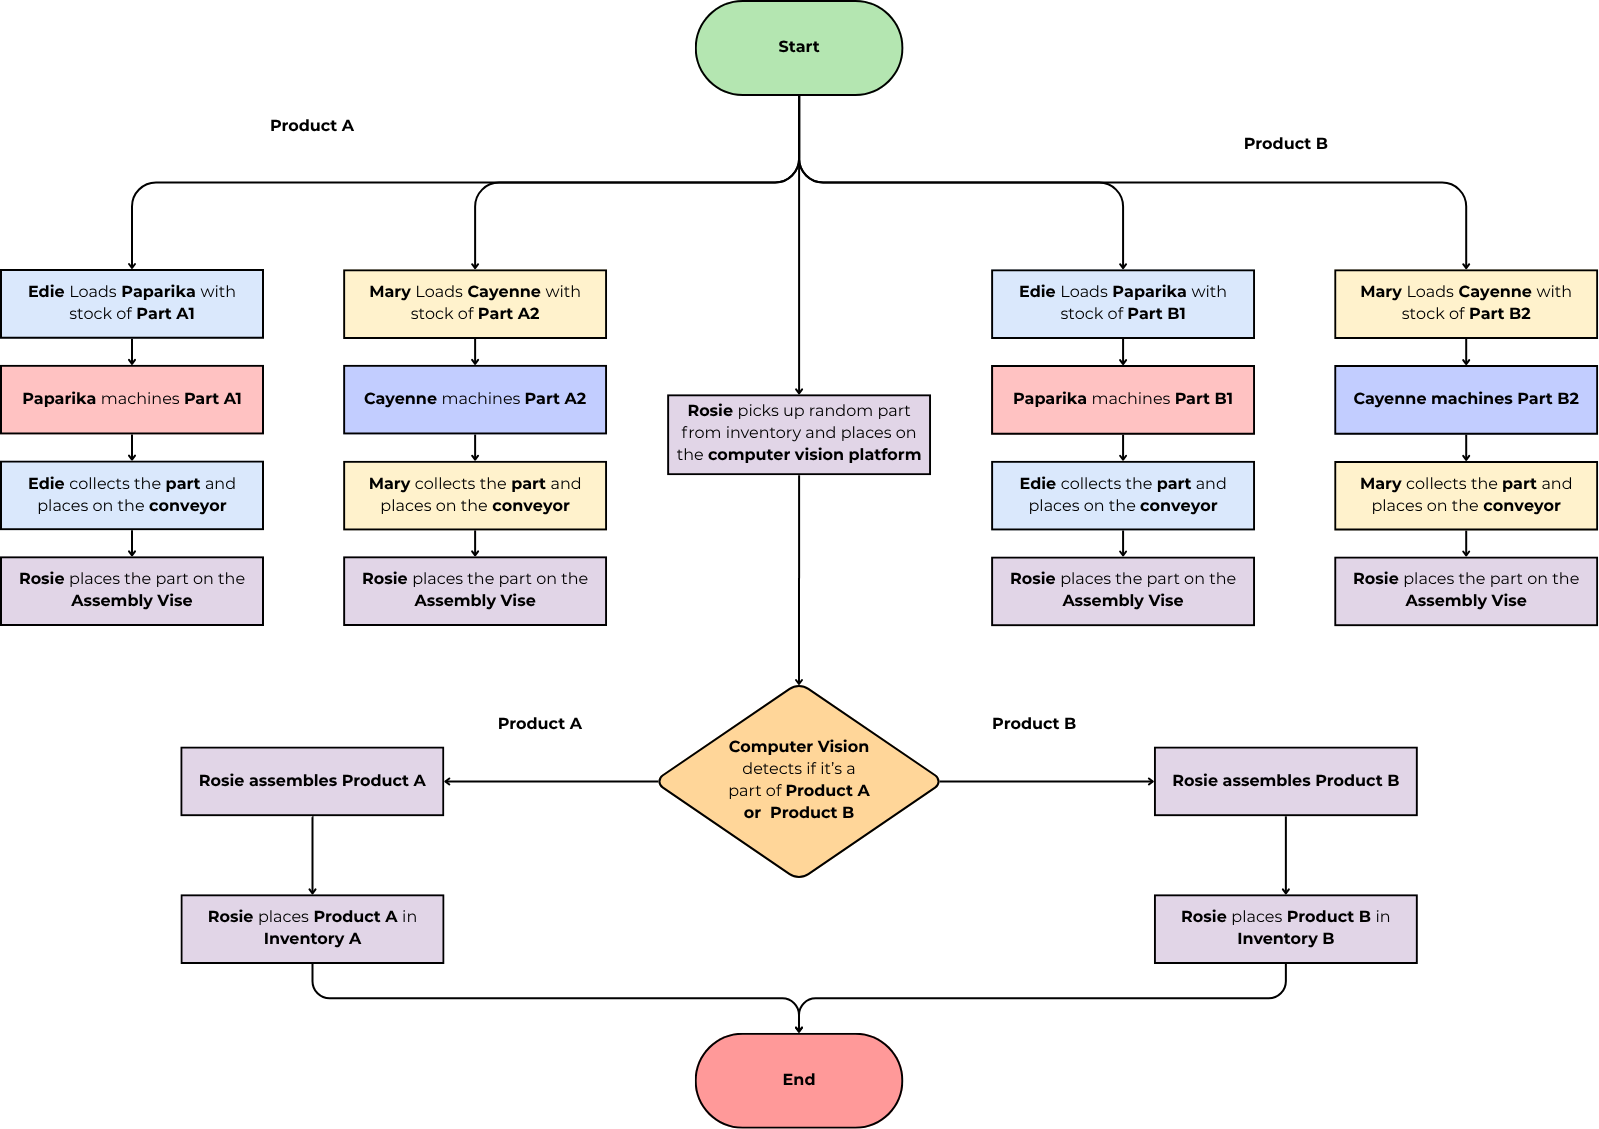 Start
Product A
Product B
Edie Loads Paparika with
stock of Part A1
Mary Loads Cayenne with
stock of Part A2
Edie Loads Paparika with
stock of Part B1
Mary Loads Cayenne with
stock of Part B2
Paparika machines Part A1
Cayenne machines Part A2
Rosie picks up random part
from inventory and places on
the computer vision platform
Paparika machines Part B1
Cayenne machines Part B2
Edie collects the part and
places on the conveyor
Mary collects the part and
places on the conveyor
Edie collects the part and
places on the conveyor
Mary collects the part and
places on the conveyor
Rosie places the part on the
Assembly Vise
Rosie places the part on the
Assembly Vise
Rosie places the part on the
Assembly Vise
Rosie places the part on the
Assembly Vise
Product A
Product B
Rosie assembles Product A
Computer Vision
detects if it’s a
part of Product A
or Product B
Rosie assembles Product B
Rosie places Product A in
Inventory A
Rosie places Product B in
Inventory B
End